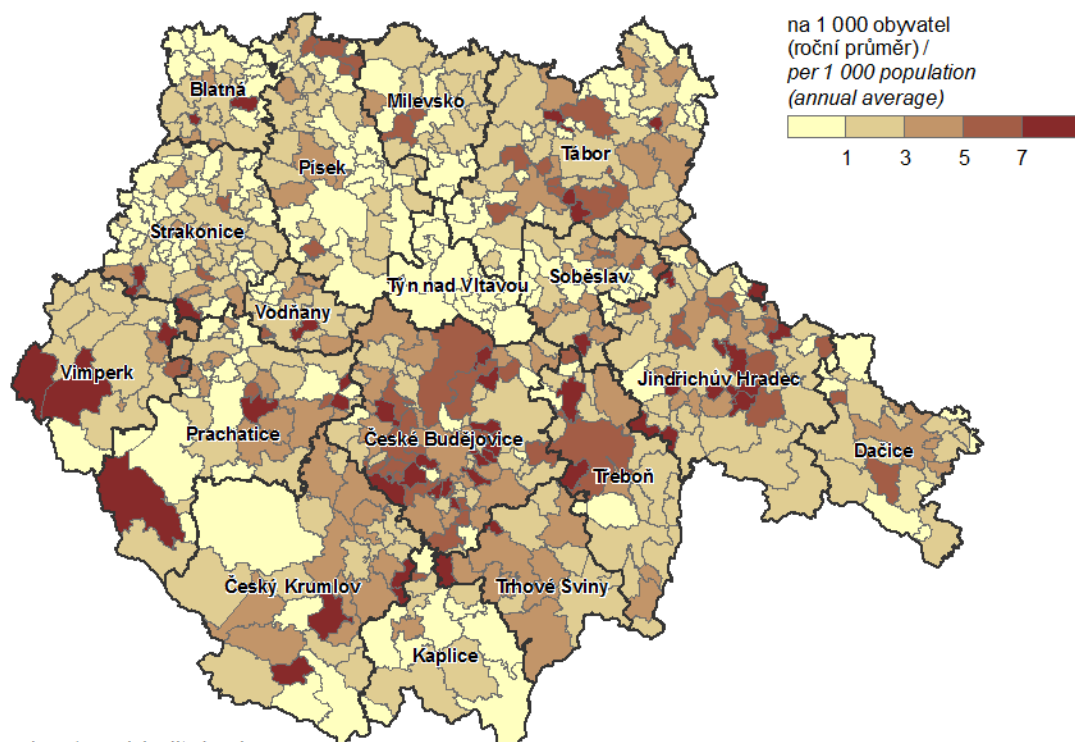 na 1 000 obyvatel
(roční průměr) /
per 1 000 population
(annual average)
1 3 5 7
Blatná
Milevsko
Tábor
Písek
Strakonice
Soběslav
Týn nad Vltavou
Vodňany
Vimperk
Jindřichův Hradec
Prachatice
České Budějovice
Dačice
Třeboň
Český Krumlov
Trhové Sviny
Kaplice